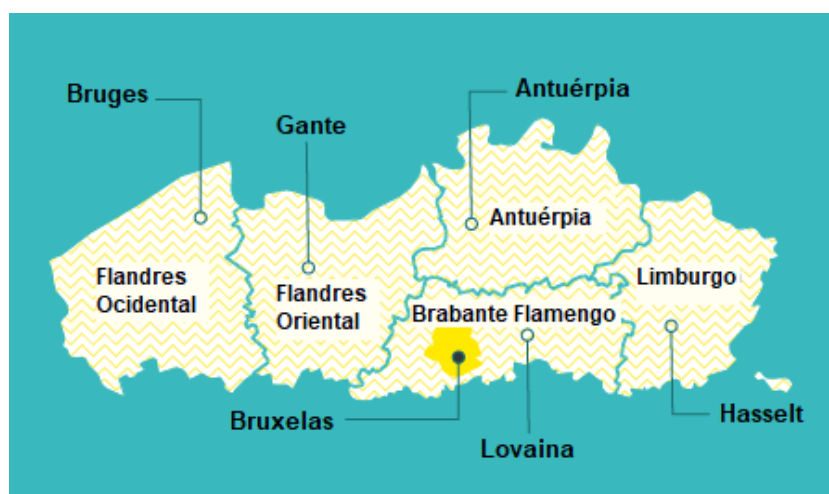 Bruges
Antuérpia
Gante
Antuérpia
Flandres
Ocidental
Flandres
Oriental
Limburgo
Brabante Flamengo
Bruxelas
Hasselt
Lovaina